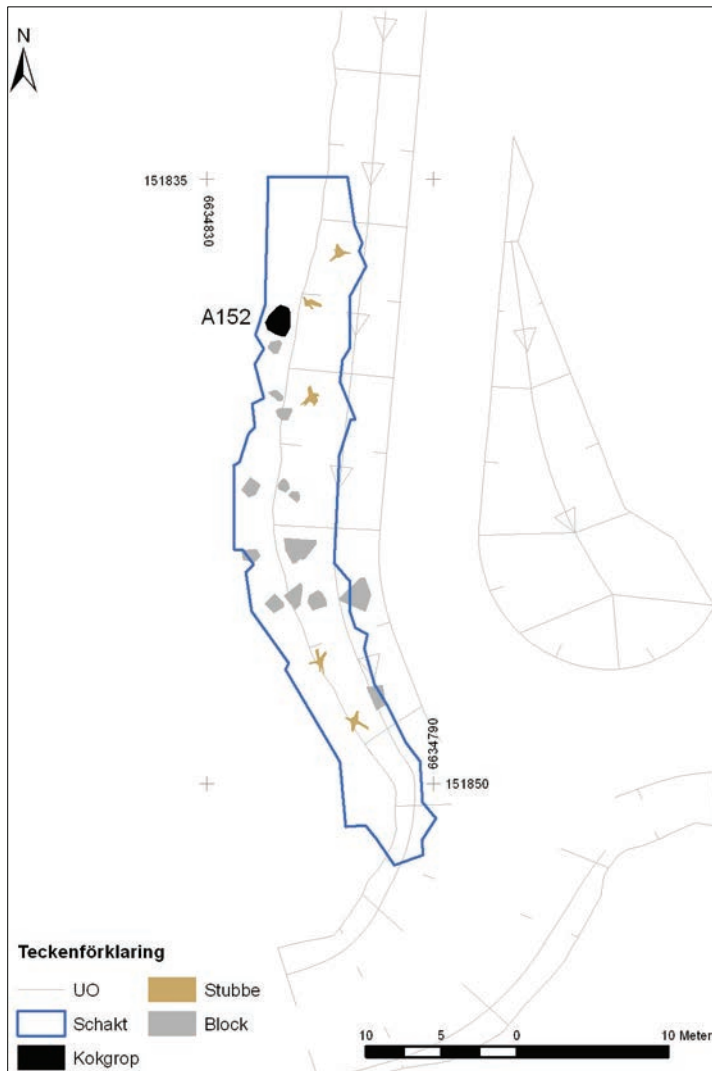 N
151835
6634830
A152
6634790
151850
Teckenförklaring
UO
Stubbe
Schakt
Block
Kokgrop
10 5 0 10 Meter